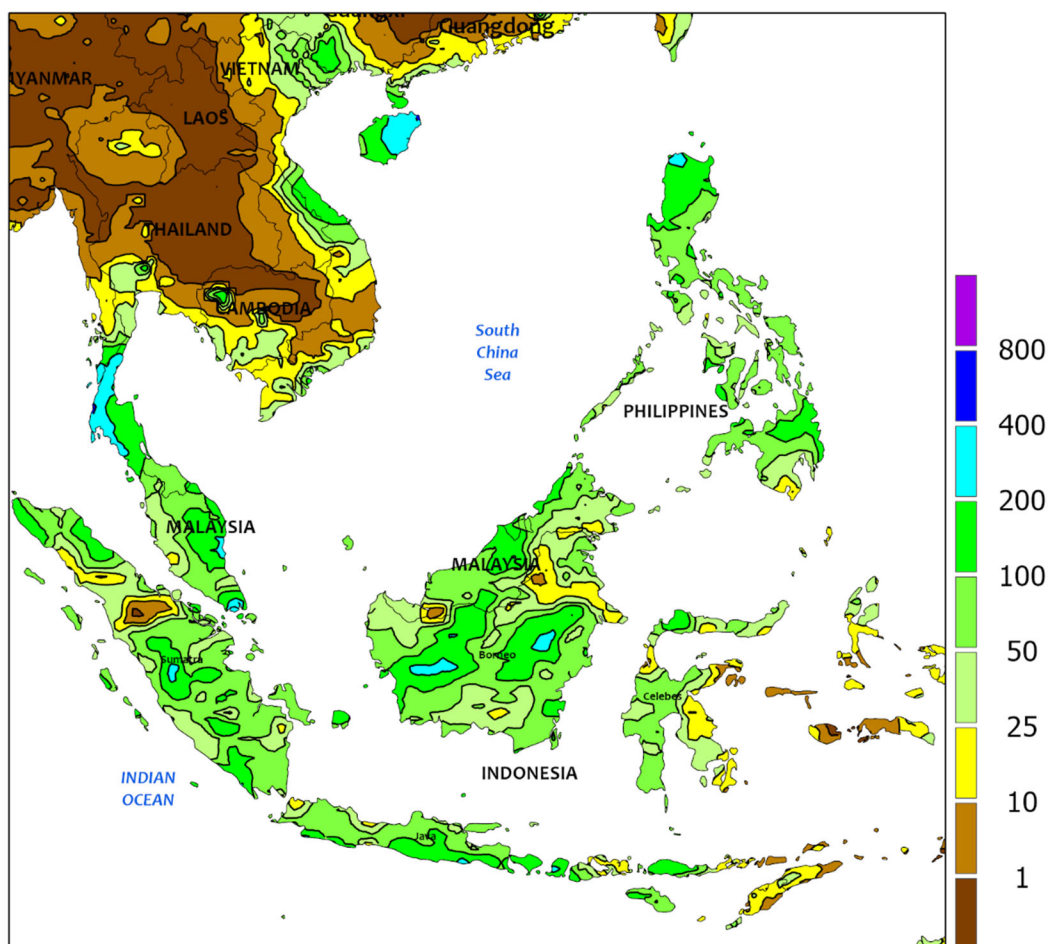 Guangdong
VIETNAM
YANMAR
LAOS
THAILAND
AMBODIA
South
China
Sea
800
400
PHILIPPINES
200
MALAYSIA
MALAYSIA
100
Sumatra
Borneo
50
Celebes
25
INDONESIA
INDIAN
OCEAN
10
Java
1